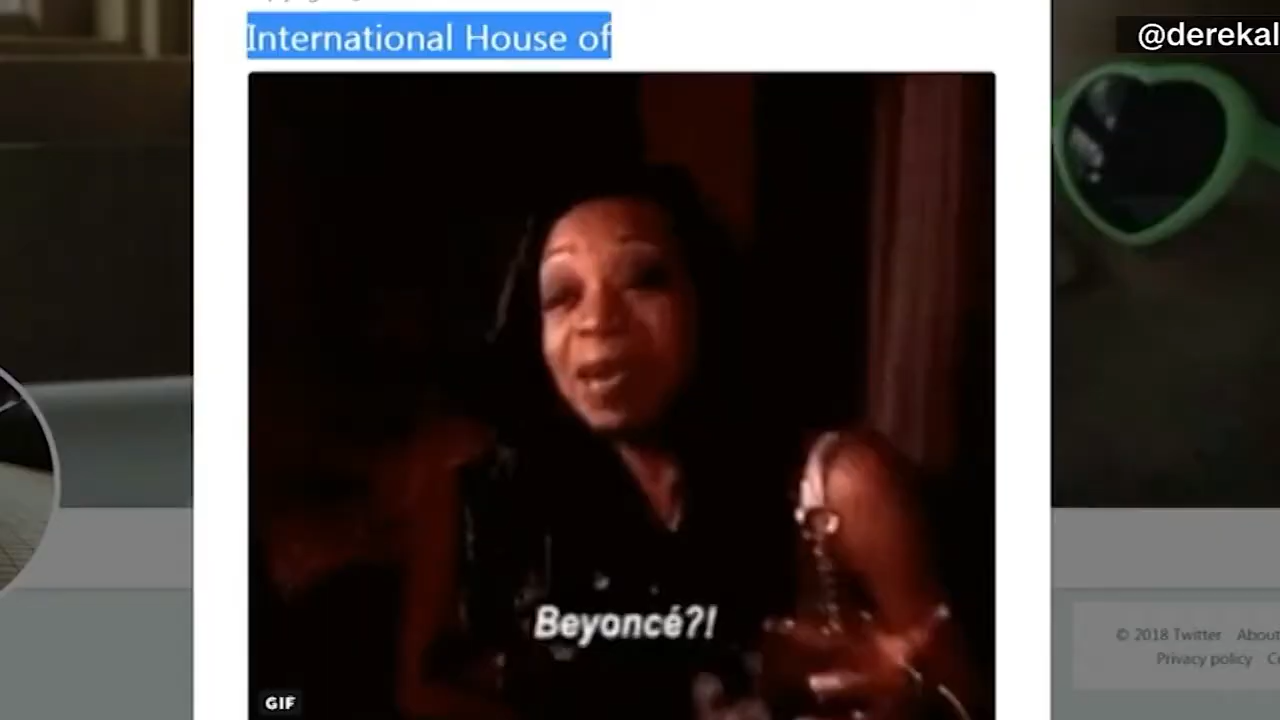 International House of
@derekal
Beyoncé?!
GIF
© 2018 Twitter About
Privacy policy